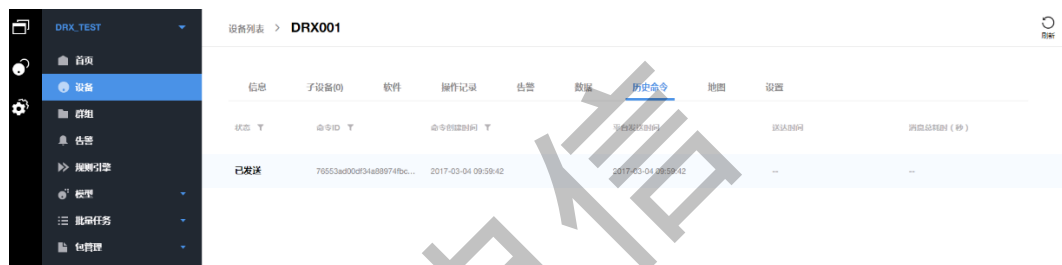 DRX_TEST
设备列表 > DRX001
刷新
首页
设备
群组
告警
规则引擎
模型
批量任务
包管理
信息 子设备(0) 软件 操作记录 告警 数据 历史命令 地图 设置
状态 命令ID 命令创建时间 平台发送时间 送达时间 消息总耗时（秒）
已发送 76553ad00df34a88974fbc... 2017-03-04 09:59:42 2017-03-04 09:59:42 -- --
信